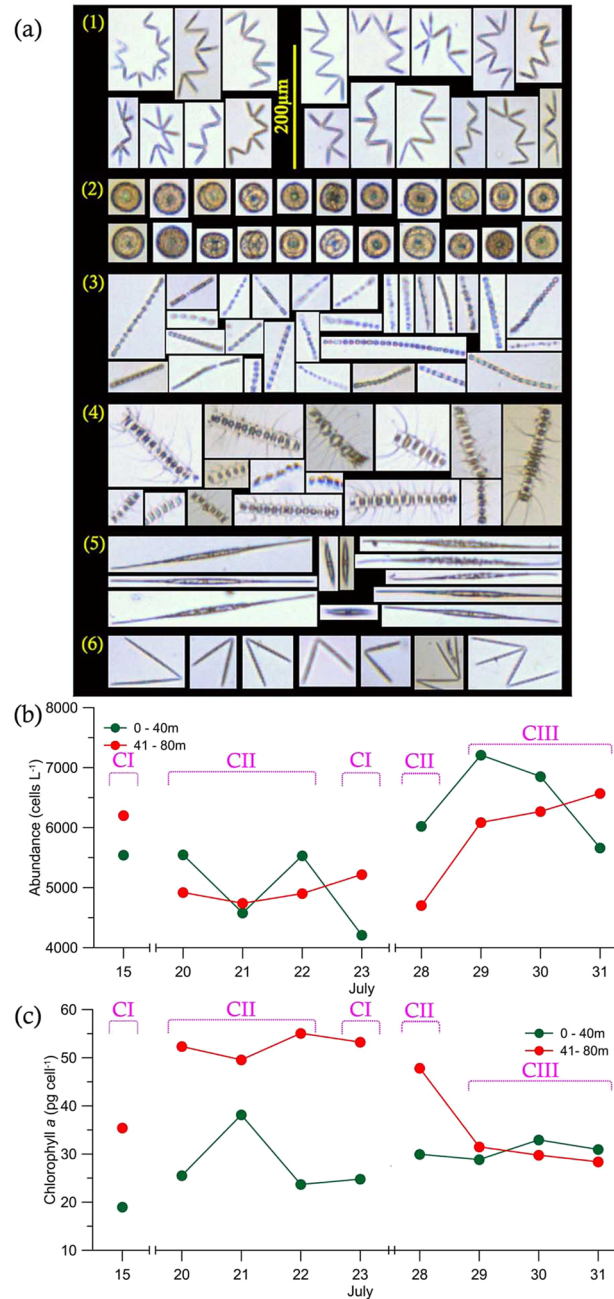 (a)
(1)
200µm
(2)
(3)
(4)
(5)
(6)
(b)
8000
7000
6000
5000
4000
Abundance (cells L⁻¹)
0 - 40m
41 - 80m
CI
CII
CI
CII
CIII
15
20
21
22
23
28
29
30
31
July
(c)
60
50
40
30
20
10
Chlorophyll a (pg cell⁻¹)
CI
CII
CI
CII
0 - 40m
41- 80m
CIII
15
20
21
22
23
28
29
30
31
July